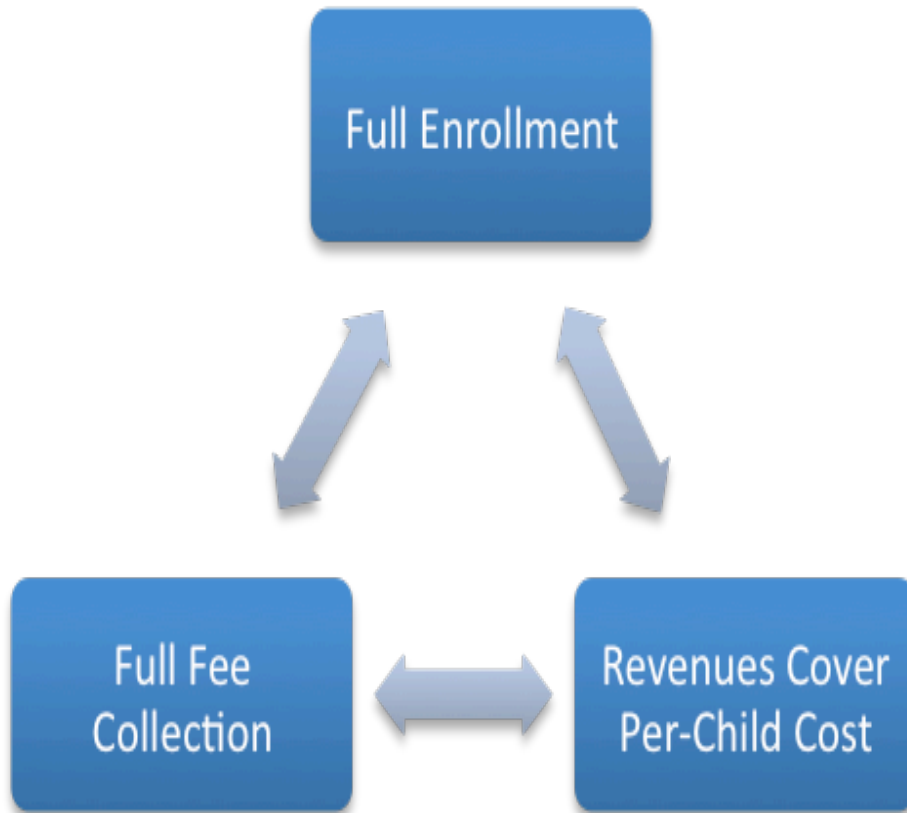 Full Enrollment
Full Fee
Collection
Revenues Cover
Per-Child Cost